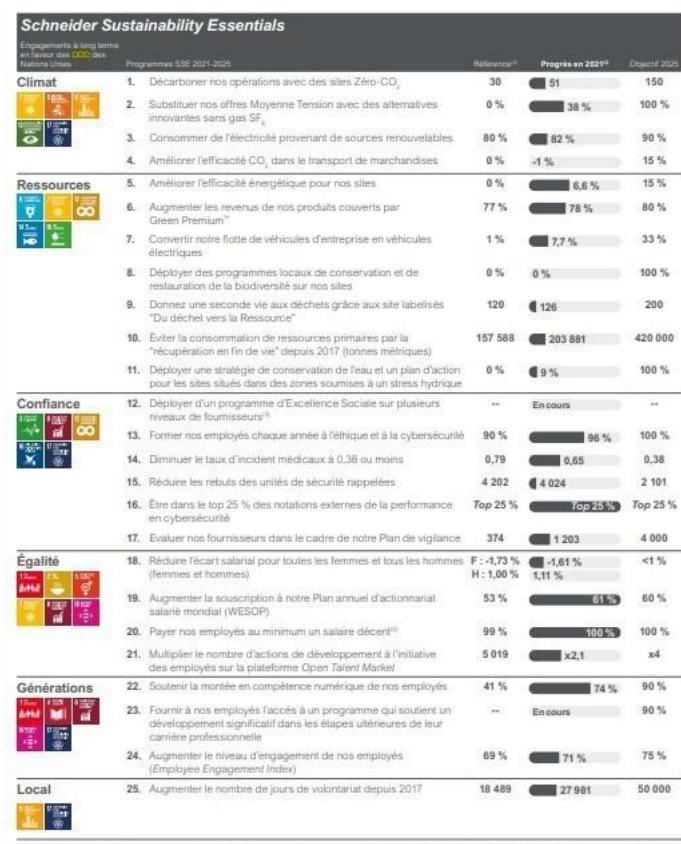 Schneider Sustainability Essentials
Engagements à long terme
en faveur des ODD des
Nations Unies
Programmes SSE 2021-2025
Référence⁽¹⁾
Progrès en 2021⁽²⁾
Objectif 2025
Climat
1. Décarboner nos opérations avec des sites Zéro-CO₂ 30 51 150
2. Substituer nos offres Moyenne Tension avec des alternatives 0 % 38 % 100 %
innovantes sans gas SF₆
3. Consommer de l'électricité provenant de sources renouvelables 80 % 82 % 90 %
4. Améliorer l'efficacité CO₂ dans le transport de marchandises 0 % -1 % 15 %
Ressources
5. Améliorer l'efficacité énergétique pour nos sites 0 % 6,6 % 15 %
6. Augmenter les revenus de nos produits couverts par 77 % 78 % 80 %
Green Premium™
7. Convertir notre flotte de véhicules d'entreprise en véhicules 1 % 7,7 % 33 %
électriques
8. Déployer des programmes locaux de conservation et de 0 % 0 % 100 %
restauration de la biodiversité sur nos sites
9. Donnez une seconde vie aux déchets grâce aux site labelisés 120 126 200
"Du déchet vers la Ressource"
10. Éviter la consommation de ressources primaires par la 157 588 203 881 420 000
"récupération en fin de vie" depuis 2017 (tonnes métriques)
11. Déployer une stratégie de conservation de l'eau et un plan d'action 0 % 9 % 100 %
pour les sites situés dans des zones soumises à un stress hydrique
Confiance
12. Déployer d'un programme d'Excellence Sociale sur plusieurs -- En cours --
niveaux de fournisseurs⁽³⁾
13. Former nos employés chaque année à l'éthique et à la cybersécurité 90 % 96 % 100 %
14. Diminuer le taux d'incident médicaux à 0,38 ou moins 0,79 0,65 0,38
15. Réduire les rebuts des unités de sécurité rappelées 4 202 4 024 2 101
16. Être dans le top 25 % des notations externes de la performance Top 25 % Top 25 % Top 25 %
en cybersécurité
17. Evaluer nos fournisseurs dans le cadre de notre Plan de vigilance 374 1 203 4 000
Égalité
18. Réduire l'écart salarial pour toutes les femmes et tous les hommes F : -1,73 % -1,61 % <1 %
(femmes et hommes) H : 1,00 % 1,11 %
19. Augmenter la souscription à notre Plan annuel d'actionnariat 53 % 61 % 60 %
salarié mondial (WESOP)
20. Payer nos employés au minimum un salaire décent⁽⁴⁾ 99 % 100 % 100 %
21. Multiplier le nombre d'actions de développement à l'initiative 5 019 x2,1 x4
des employés sur la plateforme Open Talent Market
Générations
22. Soutenir la montée en compétence numérique de nos employés 41 % 74 % 90 %
23. Fournir à nos employés l'accés à un programme qui soutient un -- En cours 90 %
développement significatif dans les étapes ultérieures de leur
carrière professionnelle
24. Augmenter le niveau d'engagement de nos employés 69 % 71 % 75 %
(Employee Engagement Index)
Local
25. Augmenter le nombre de jours de volontariat depuis 2017 18 489 27 981 50 000